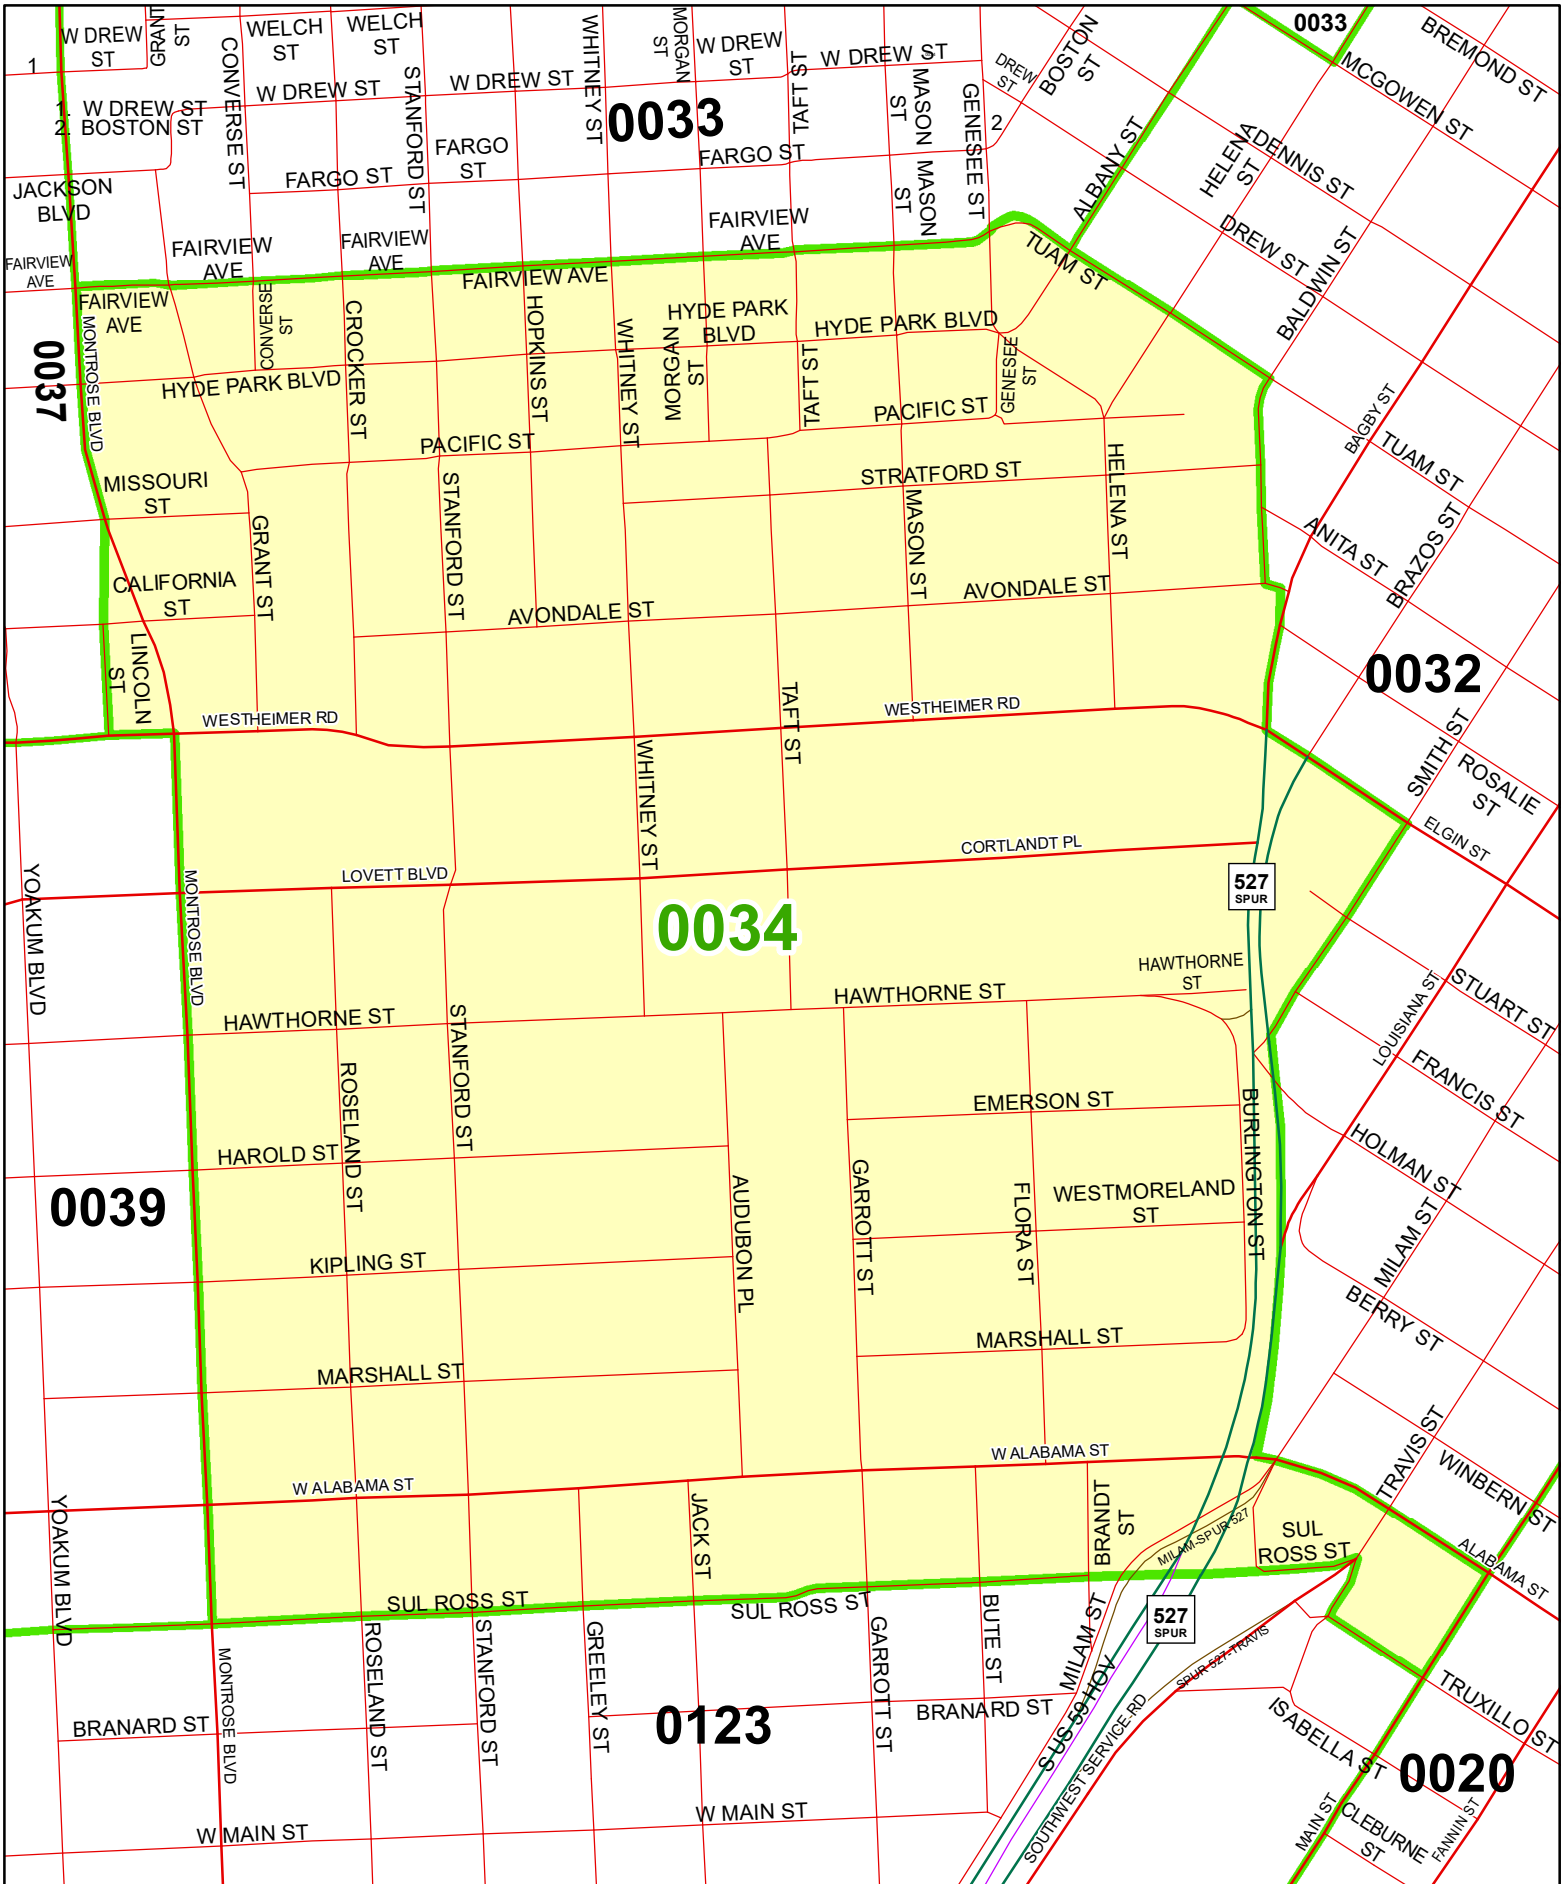 W DREW
ST
GRANT
ST
WELCH
ST
WELCH
ST
CONVERSE ST
STANFORD ST
WHITNEY ST
MORGAN
ST
W DREW
ST
TAFT ST
W DREW ST
MASON
ST
GENESEE ST
DREW
ST
BOSTON
ST
0033
BREMOND ST
MCGOWEN ST
1
1. W DREW ST
2. BOSTON ST
W DREW ST
W DREW ST
0033
2
FARGO
ST
FARGO ST
FARGO ST
MASON
ST
ALBANY ST
HELENA
ST
DENNIS ST
JACKSON
BLVD
FAIRVIEW
AVE
FAIRVIEW
AVE
FAIRVIEW
AVE
FAIRVIEW
AVE
FAIRVIEW AVE
FAIRVIEW
AVE
TUAM ST
DREW ST
BALDWIN ST
0037
MONTROSE BLVD
CONVERSE
ST
CROCKER ST
HOPKINS ST
WHITNEY ST
MORGAN
ST
HYDE PARK
BLVD
HYDE PARK BLVD
TAFT ST
GENESEE
ST
HYDE PARK BLVD
PACIFIC ST
PACIFIC ST
BAGBY ST
TUAM ST
MISSOURI
ST
STANFORD ST
STRATFORD ST
MASON ST
HELENA ST
GRANT ST
ANITA ST
BRAZOS ST
CALIFORNIA
ST
AVONDALE ST
AVONDALE ST
LINCOLN
ST
0032
WESTHEIMER RD
WESTHEIMER RD
TAFT ST
WHITNEY ST
SMITH ST
ROSALIE
ST
ELGIN ST
CORTLANDT PL
LOVETT BLVD
YOAKUM BLVD
MONTROSE BLVD
527
SPUR
0034
HAWTHORNE
ST
HAWTHORNE ST
HAWTHORNE ST
STUART ST
LOUISIANA ST
STANFORD ST
ROSELAND ST
FRANCIS ST
EMERSON ST
BURLINGTON ST
HOLMAN ST
HAROLD ST
0039
AUDUBON PL
GARROTT ST
FLORA ST
WESTMORELAND
ST
MILAM ST
KIPLING ST
BERRY ST
MARSHALL ST
MARSHALL ST
W ALABAMA ST
W ALABAMA ST
TRAVIS ST
WINBERN ST
YOAKUM BLVD
JACK ST
BRANDT
ST
MILAM-SPUR 527
SUL
ROSS ST
ALABAMA ST
SUL ROSS ST
SUL ROSS ST
527
SPUR
MONTROSE BLVD
ROSELAND ST
STANFORD ST
GREELEY ST
GARROTT ST
BUTE ST
MILAM ST
S US 59 HOV
SPUR 527-TRAVIS
SOUTHWEST SERVICE RD
TRUXILLO ST
BRANARD ST
BRANARD ST
0123
ISABELLA ST
0020
W MAIN ST
W MAIN ST
MAIN ST
CLEBURNE
ST
FANNIN ST